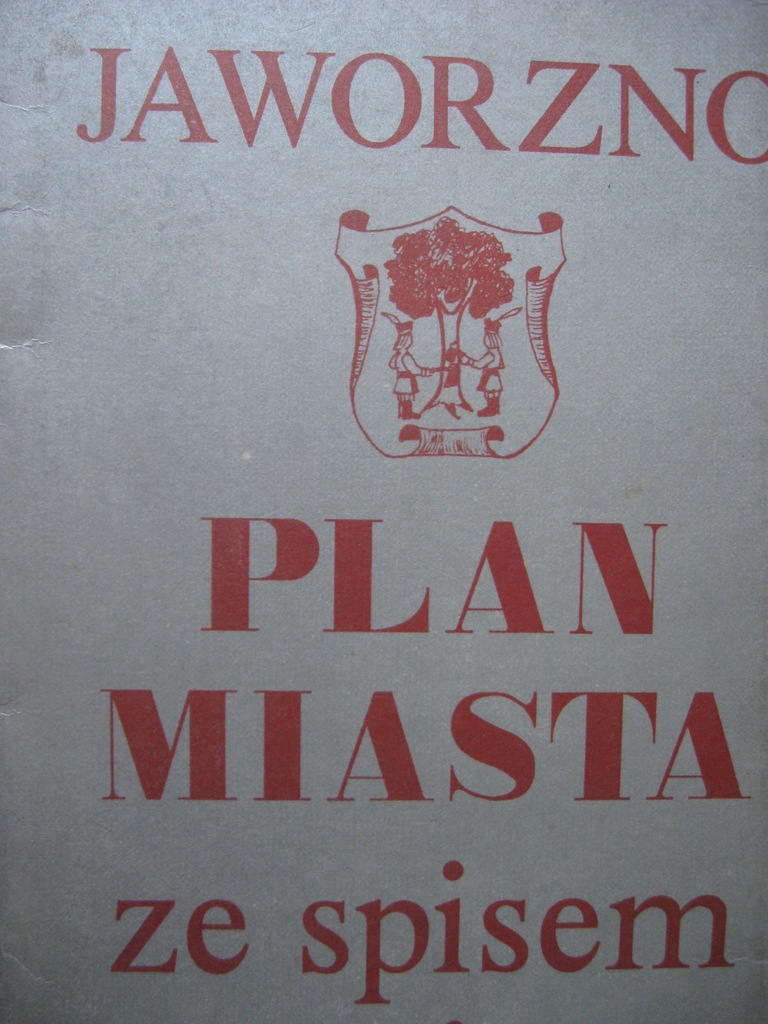 JAWORZNO
PLAN
MIASTA
ze spisem